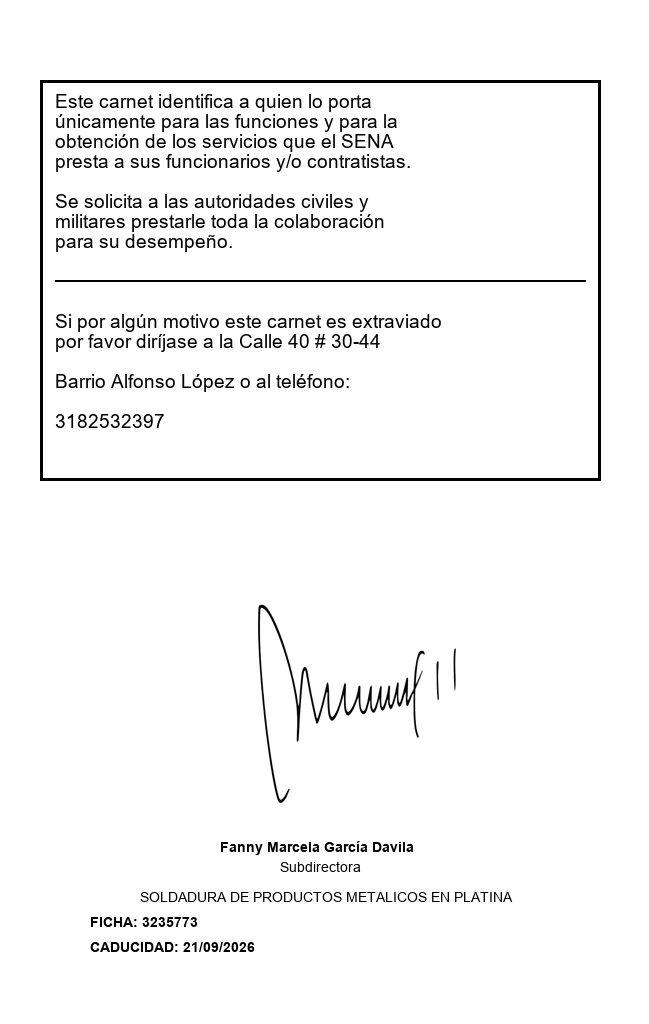 Este carnet identifica a quien lo porta
únicamente para las funciones y para la
obtención de los servicios que el SENA
presta a sus funcionarios y/o contratistas.
Se solicita a las autoridades civiles y
militares prestarle toda la colaboración
para su desempeño.
Si por algún motivo este carnet es extraviado
por favor diríjase a la Calle 40 # 30-44
Barrio Alfonso López o al teléfono:
3182532397
Fanny Marcela García Davila
Subdirectora
SOLDADURA DE PRODUCTOS METALICOS EN PLATINA
FICHA: 3235773
CADUCIDAD: 21/09/2026